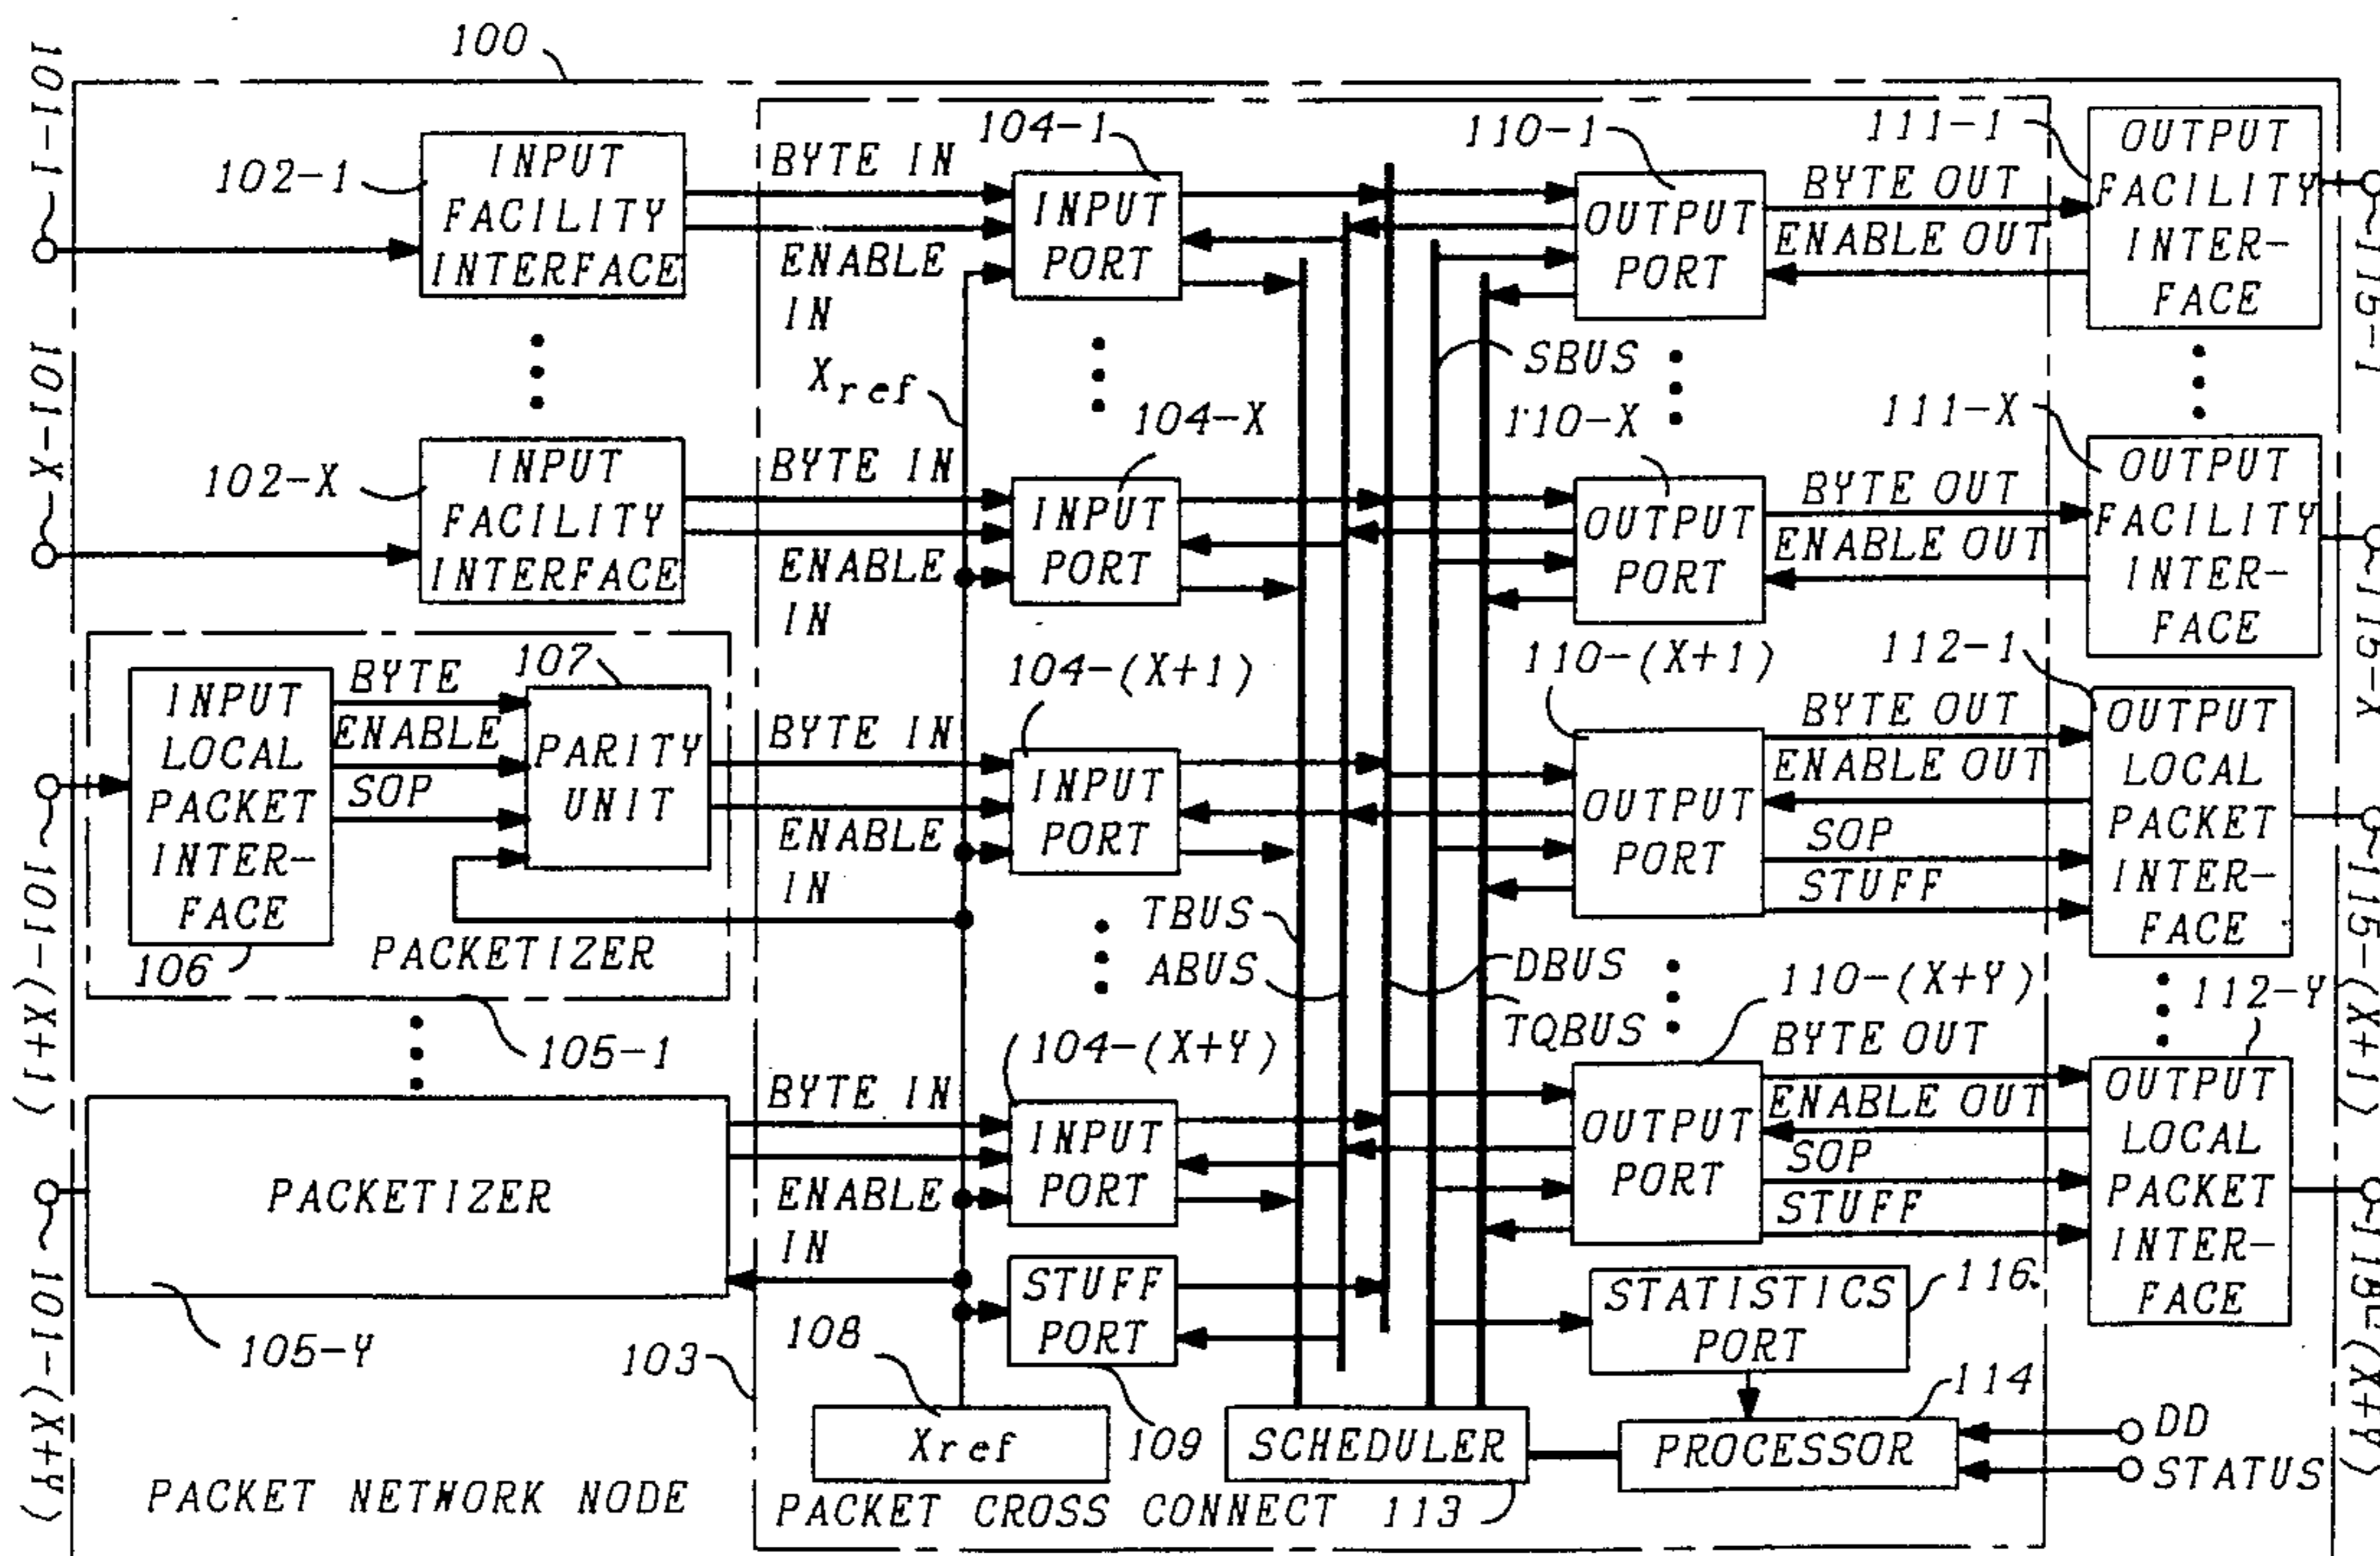 100
101-1
102-1
INPUT
FACILITY
INTERFACE
BYTE IN
ENABLE
IN
104-1
INPUT
PORT
110-1
OUTPUT
PORT
BYTE OUT
ENABLE OUT
111-1
OUTPUT
FACILITY
INTER-
FACE
115-1
Xref
SBUS
101-X
102-X
INPUT
FACILITY
INTERFACE
BYTE IN
ENABLE
IN
104-X
INPUT
PORT
110-X
OUTPUT
PORT
BYTE OUT
ENABLE OUT
111-X
OUTPUT
FACILITY
INTER-
FACE
115-X
101-(X+1)
INPUT
LOCAL
PACKET
INTER-
FACE
106
BYTE
ENABLE
SOP
107
PARITY
UNIT
PACKETIZER
105-1
BYTE IN
ENABLE
IN
104-(X+1)
INPUT
PORT
TBUS
ABUS
DBUS
TQBUS
110-(X+1)
OUTPUT
PORT
BYTE OUT
ENABLE OUT
SOP
STUFF
112-1
OUTPUT
LOCAL
PACKET
INTER-
FACE
115-(X+1)
101-(X+Y)
PACKETIZER
105-Y
BYTE IN
ENABLE
IN
104-(X+Y)
INPUT
PORT
110-(X+Y)
OUTPUT
PORT
BYTE OUT
ENABLE OUT
SOP
STUFF
112-Y
OUTPUT
LOCAL
PACKET
INTER-
FACE
115-(X+Y)
STUFF
PORT
109
108
Xref
103
SCHEDULER
113
STATISTICS
PORT
116
PROCESSOR
114
DD
STATUS
PACKET NETWORK NODE
PACKET CROSS CONNECT